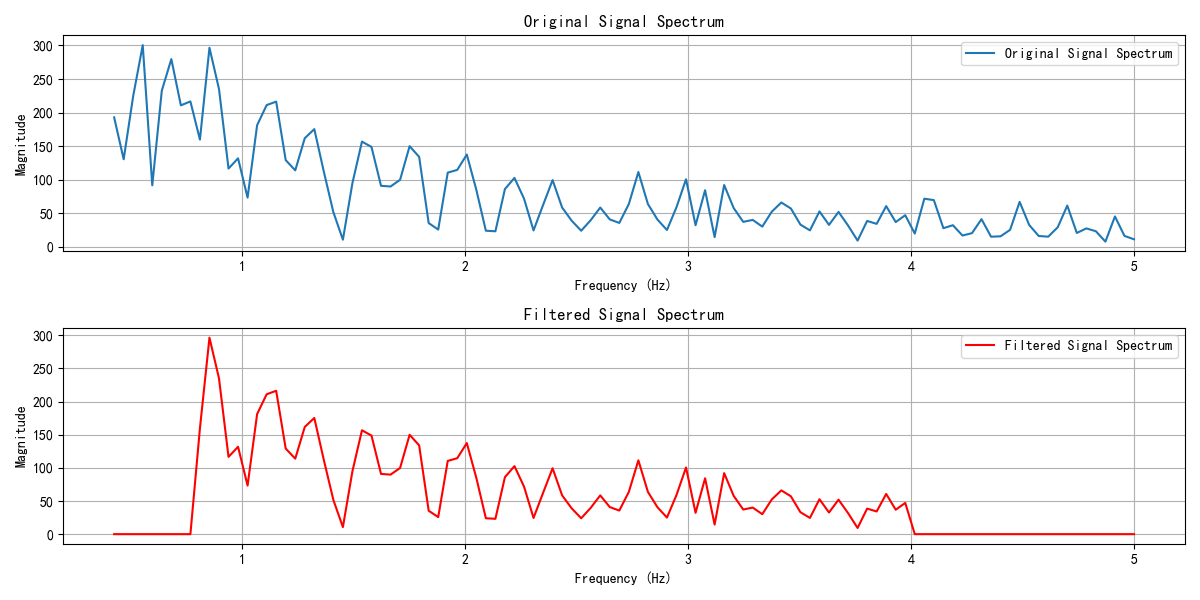 Original Signal Spectrum
300
250
200
150
100
50
0
Magnitude
Original Signal Spectrum
1 2 3 4 5
Frequency (Hz)
Filtered Signal Spectrum
300
250
200
150
100
50
0
Magnitude
Filtered Signal Spectrum
1 2 3 4 5
Frequency (Hz)